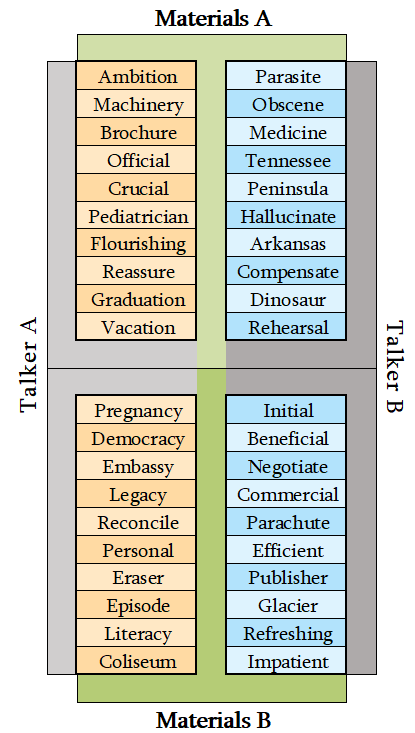 Materials A
Talker A
Talker B
Ambition
Machinery
Brochure
Official
Crucial
Pediatrician
Flourishing
Reassure
Graduation
Vacation
Parasite
Obscene
Medicine
Tennessee
Peninsula
Hallucinate
Arkansas
Compensate
Dinosaur
Rehearsal
Pregnancy
Democracy
Embassy
Legacy
Reconcile
Personal
Eraser
Episode
Literacy
Coliseum
Initial
Beneficial
Negotiate
Commercial
Parachute
Efficient
Publisher
Glacier
Refreshing
Impatient
Materials B